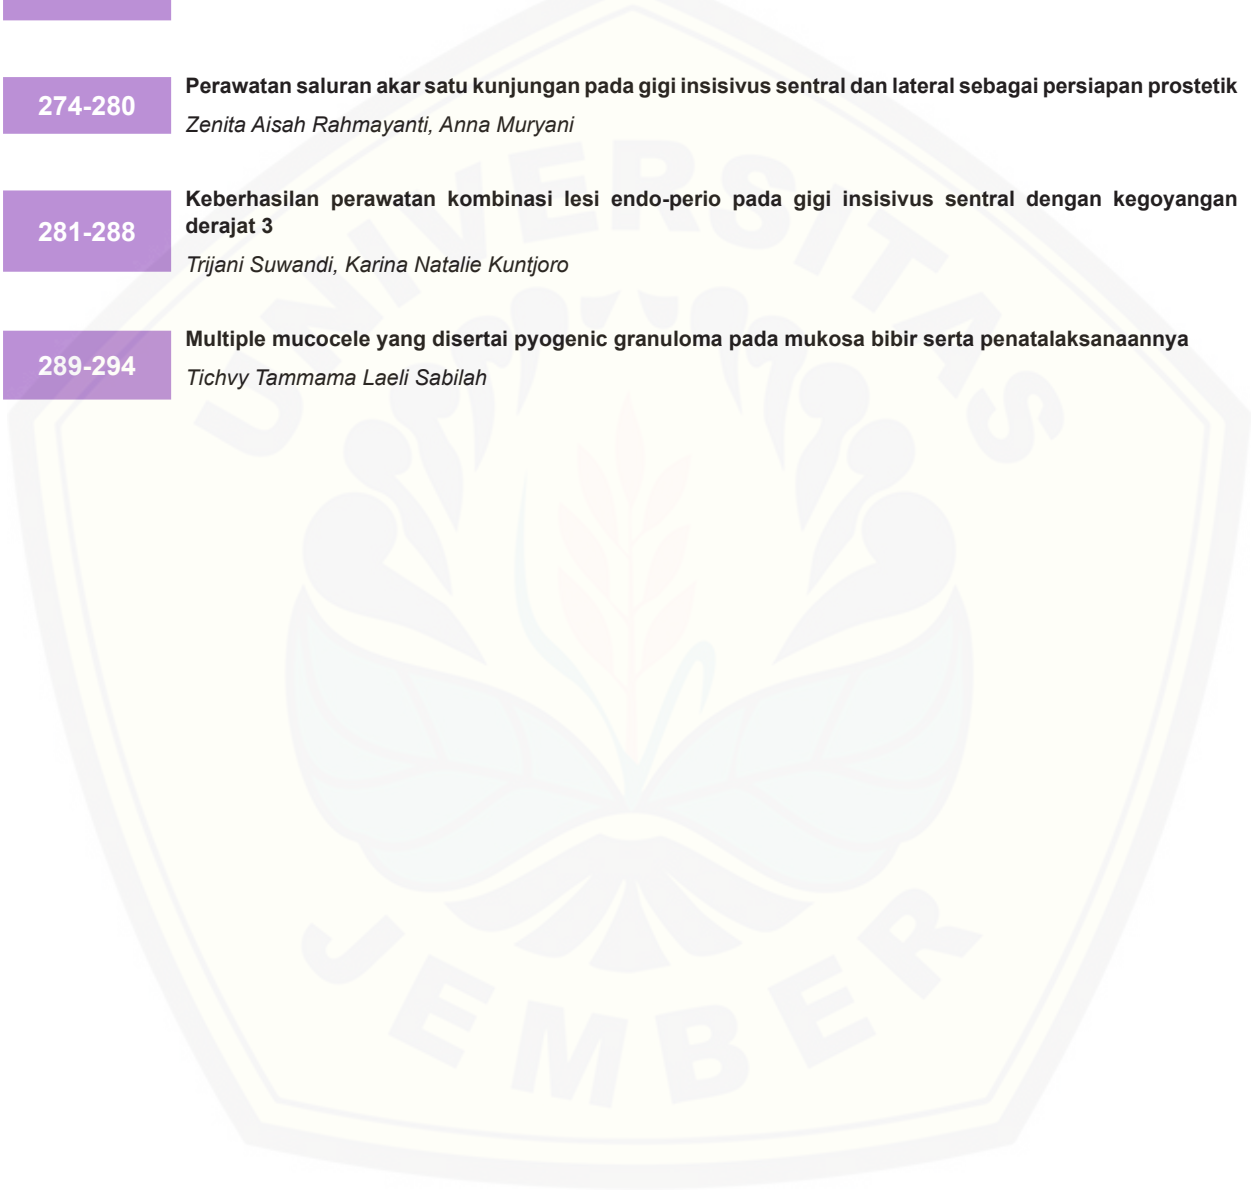 274-280
Perawatan saluran akar satu kunjungan pada gigi insisivus sentral dan lateral sebagai persiapan prostetik
Zenita Aisah Rahmayanti, Anna Muryani
281-288
Keberhasilan perawatan kombinasi lesi endo-perio pada gigi insisivus sentral dengan kegoyangan
derajat 3
Trijani Suwandi, Karina Natalie Kuntjoro
289-294
Multiple mucocele yang disertai pyogenic granuloma pada mukosa bibir serta penatalaksanaannya
Tichvy Tammama Laeli Sabilah
UNIVERSITAS
JEMBER